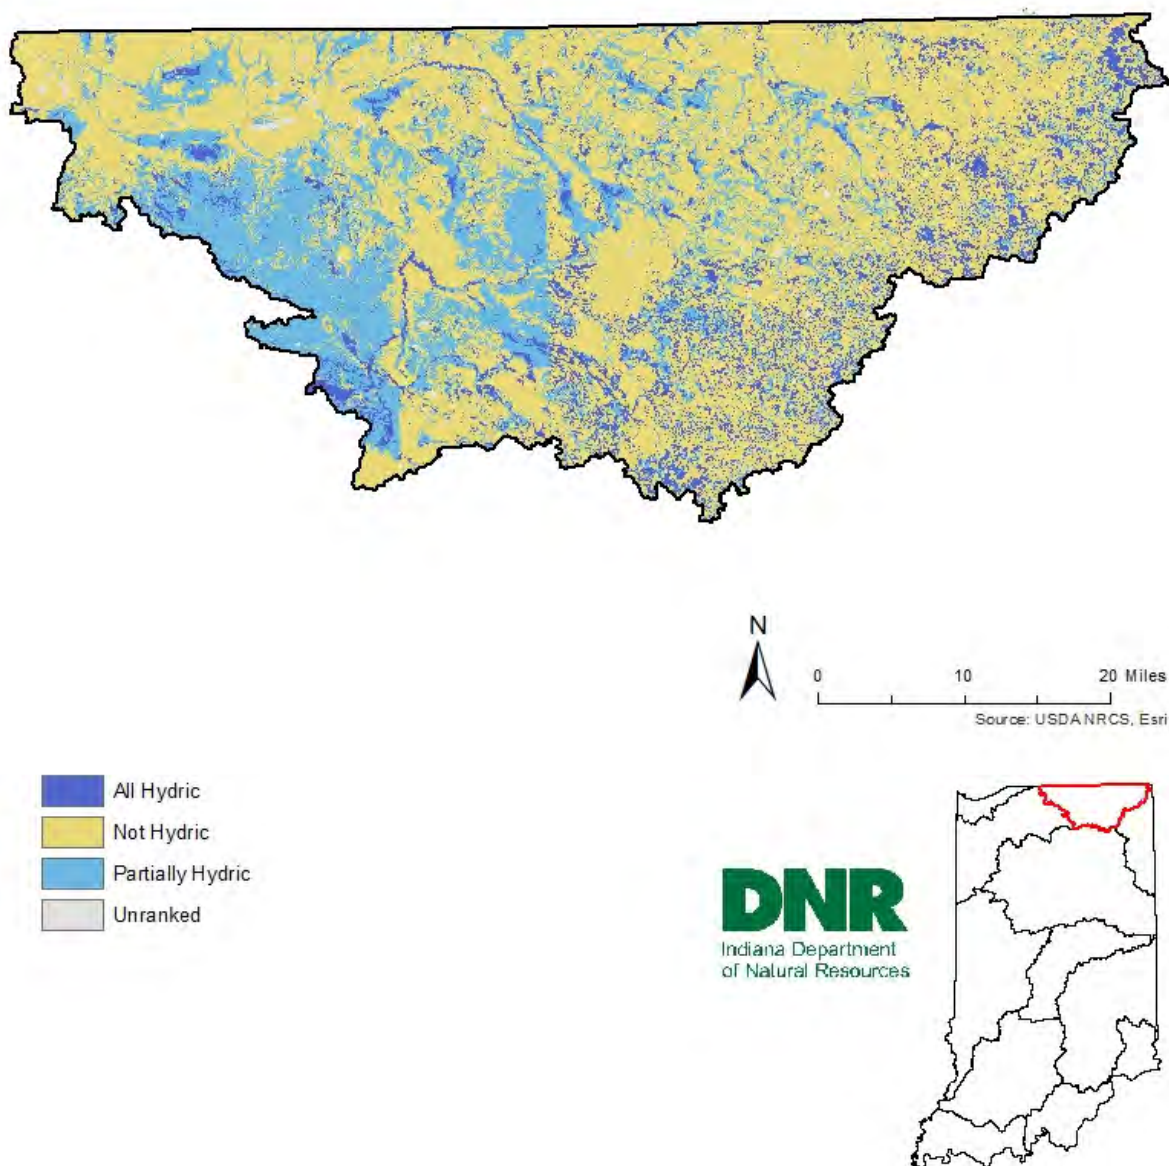 N
0 10 20 Miles
Source: USDA NRCS, Esri
All Hydric
Not Hydric
Partially Hydric
Unranked
DNR
Indiana Department
of Natural Resources